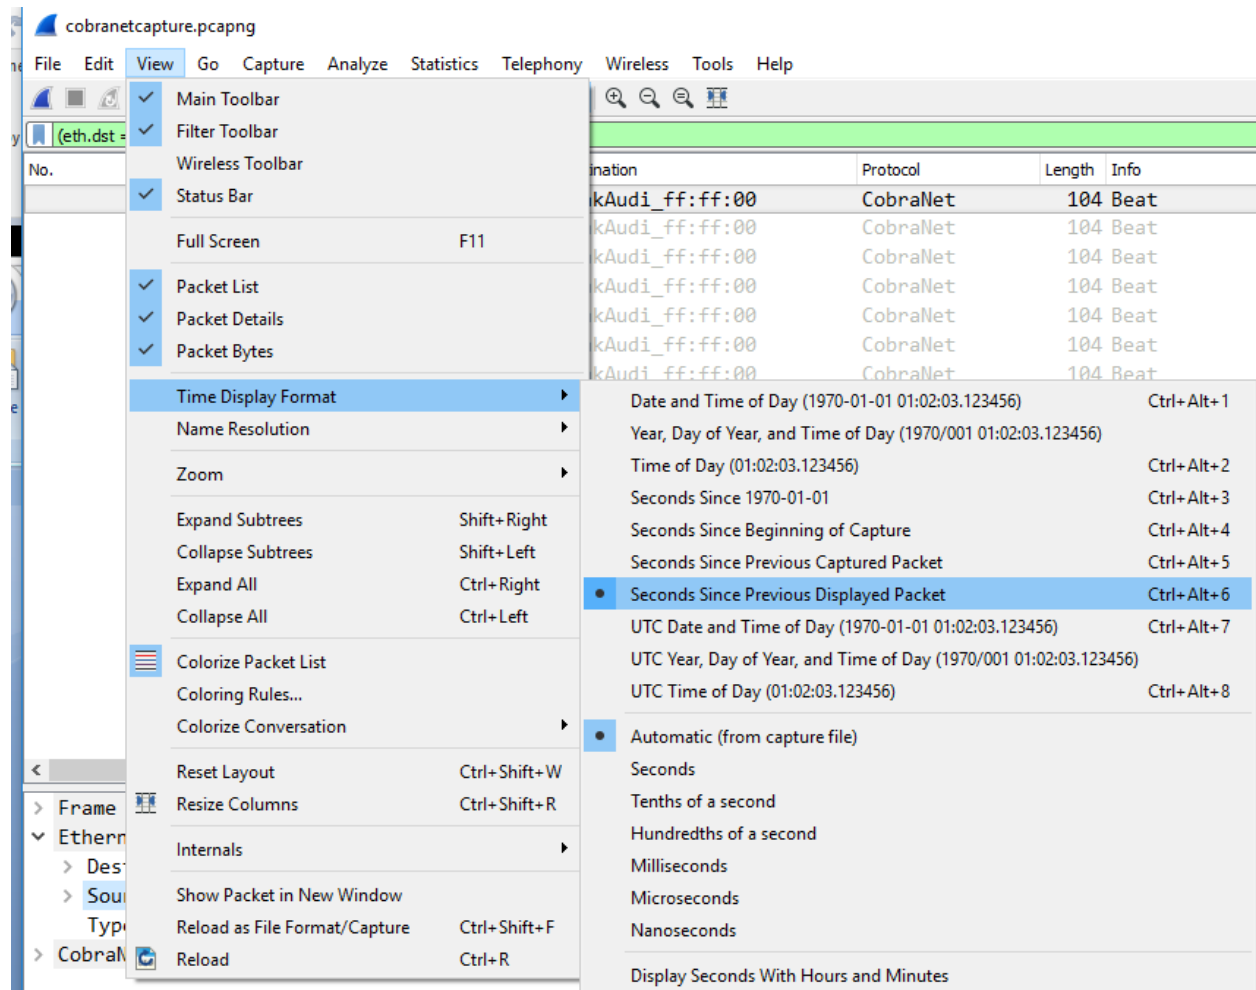 cobranetcapture.pcapng
File Edit View Go Capture Analyze Statistics Telephony Wireless Tools Help
(eth.dst =
No. ination Protocol Length Info
kAudi_ff:ff:00 CobraNet 104 Beat
kAudi_ff:ff:00 CobraNet 104 Beat
kAudi_ff:ff:00 CobraNet 104 Beat
kAudi_ff:ff:00 CobraNet 104 Beat
kAudi_ff:ff:00 CobraNet 104 Beat
kAudi_ff:ff:00 CobraNet 104 Beat
kAudi_ff:ff:00 CobraNet 104 Beat
Main Toolbar
Filter Toolbar
Wireless Toolbar
Status Bar
Full Screen F11
Packet List
Packet Details
Packet Bytes
Time Display Format
Name Resolution
Zoom
Expand Subtrees Shift+Right
Collapse Subtrees Shift+Left
Expand All Ctrl+Right
Collapse All Ctrl+Left
Colorize Packet List
Coloring Rules...
Colorize Conversation
Reset Layout Ctrl+Shift+W
Resize Columns Ctrl+Shift+R
Internals
Show Packet in New Window
Reload as File Format/Capture Ctrl+Shift+F
Reload Ctrl+R
Date and Time of Day (1970-01-01 01:02:03.123456) Ctrl+Alt+1
Year, Day of Year, and Time of Day (1970/001 01:02:03.123456)
Time of Day (01:02:03.123456) Ctrl+Alt+2
Seconds Since 1970-01-01 Ctrl+Alt+3
Seconds Since Beginning of Capture Ctrl+Alt+4
Seconds Since Previous Captured Packet Ctrl+Alt+5
Seconds Since Previous Displayed Packet Ctrl+Alt+6
UTC Date and Time of Day (1970-01-01 01:02:03.123456) Ctrl+Alt+7
UTC Year, Day of Year, and Time of Day (1970/001 01:02:03.123456)
UTC Time of Day (01:02:03.123456) Ctrl+Alt+8
Automatic (from capture file)
Seconds
Tenths of a second
Hundredths of a second
Milliseconds
Microseconds
Nanoseconds
Display Seconds With Hours and Minutes
Frame
Ethern
Des
Sou
Typ
CobraN